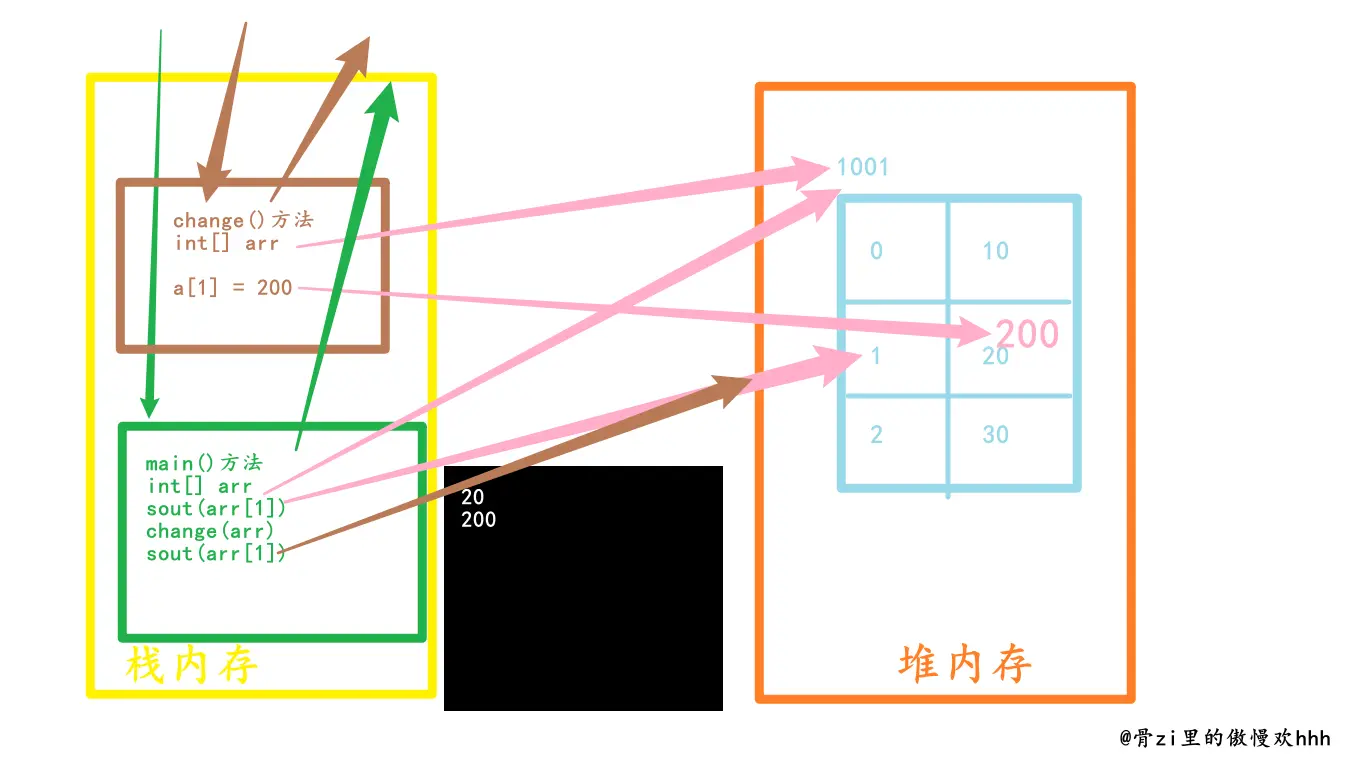 change()方法
int[] arr
a[1] = 200
main()方法
int[] arr
sout(arr[1])
change(arr)
sout(arr[1])
栈内存
20
200
1001
0 10
200
1 20
2 30
堆内存
@骨zi里的傲慢欢hhh